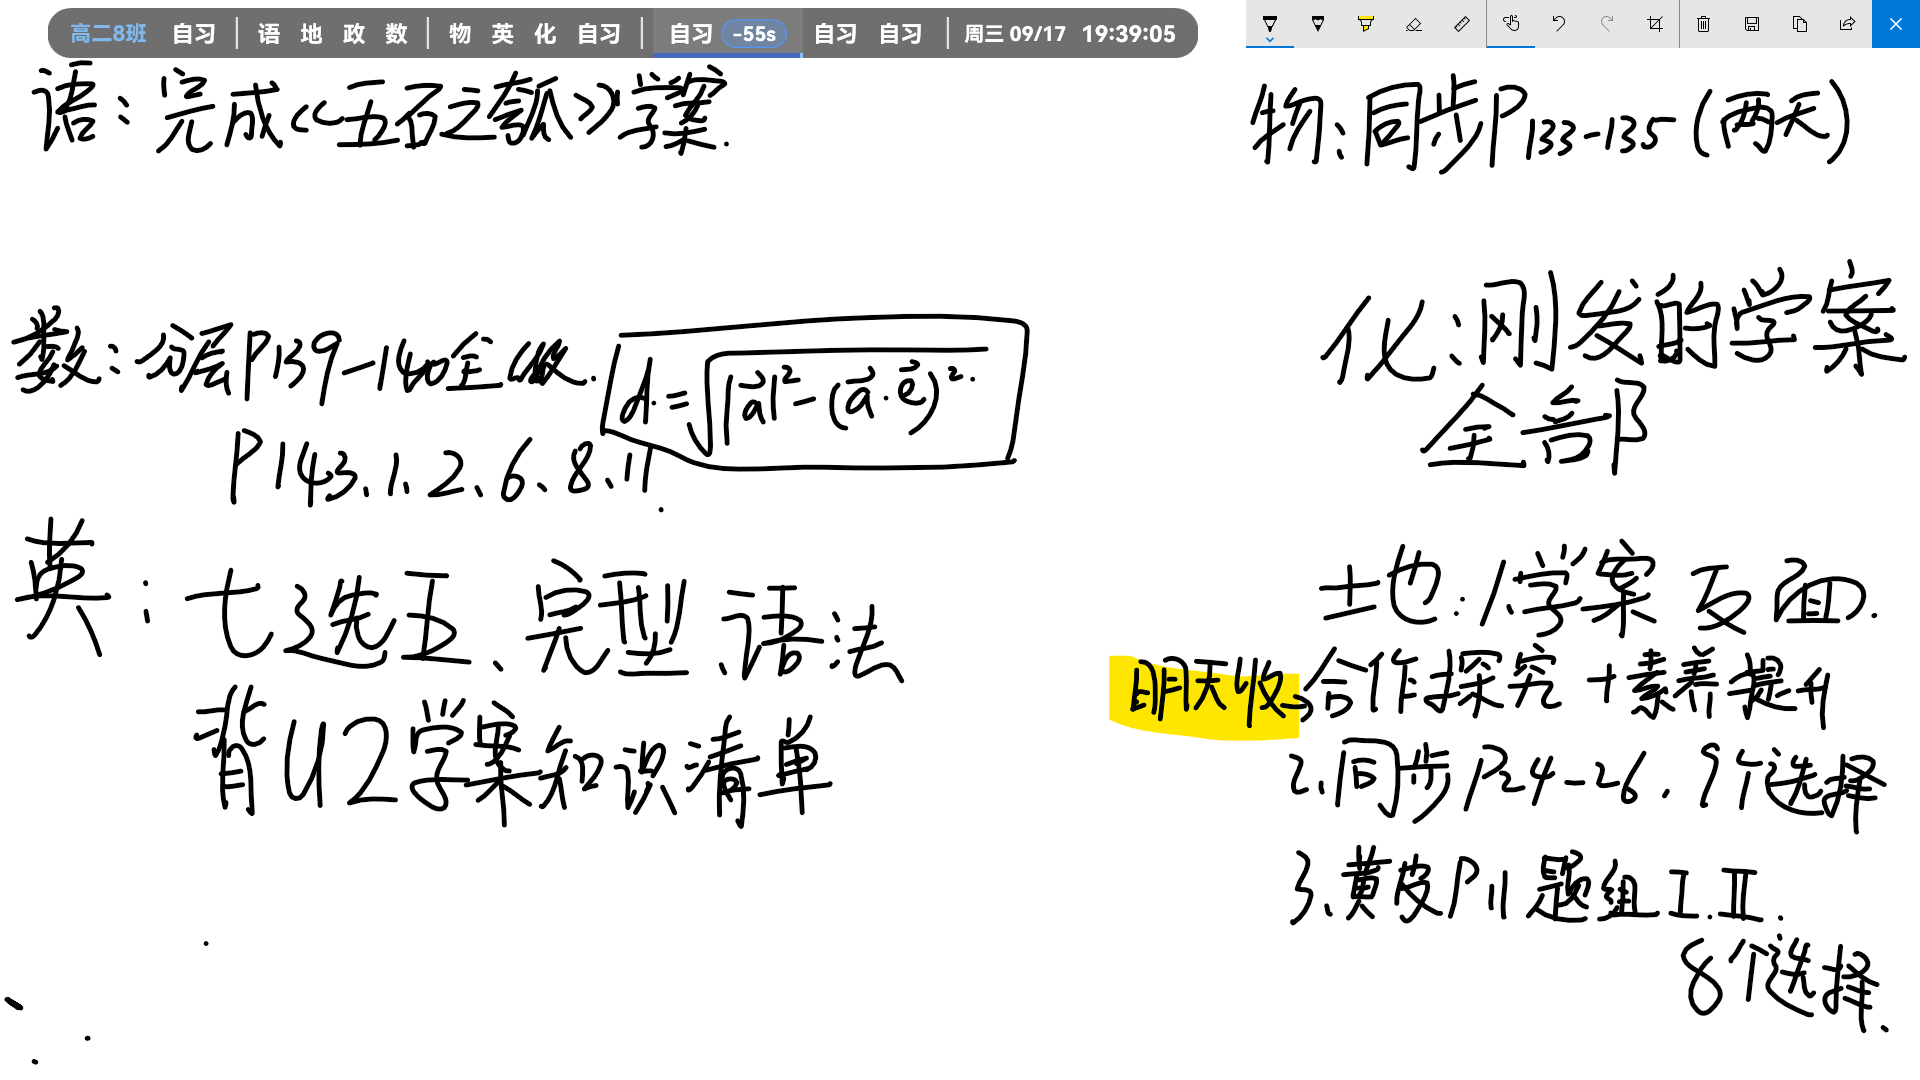 高二8班 自习 | 语 地 政 数 | 物 英 化 自习 | 自习 -55s 自习 自习 | 周三 09/17 19:39:05
语：完成《五石之瓠》学案.
数：分层P139-140全做.
d=√|a⃗|²-(a⃗·e⃗)².
P143、1、2、6、8、11.
英：七选五、完型、语法
背U2学案知识清单
物：同步P133-135(两天)
化：刚发的学案
全部
地：1.学案反面.
明天收→合作探究+素养提升
2.同步P24-26.9个选择
3、黄皮P11题组I.II.
8个选择.